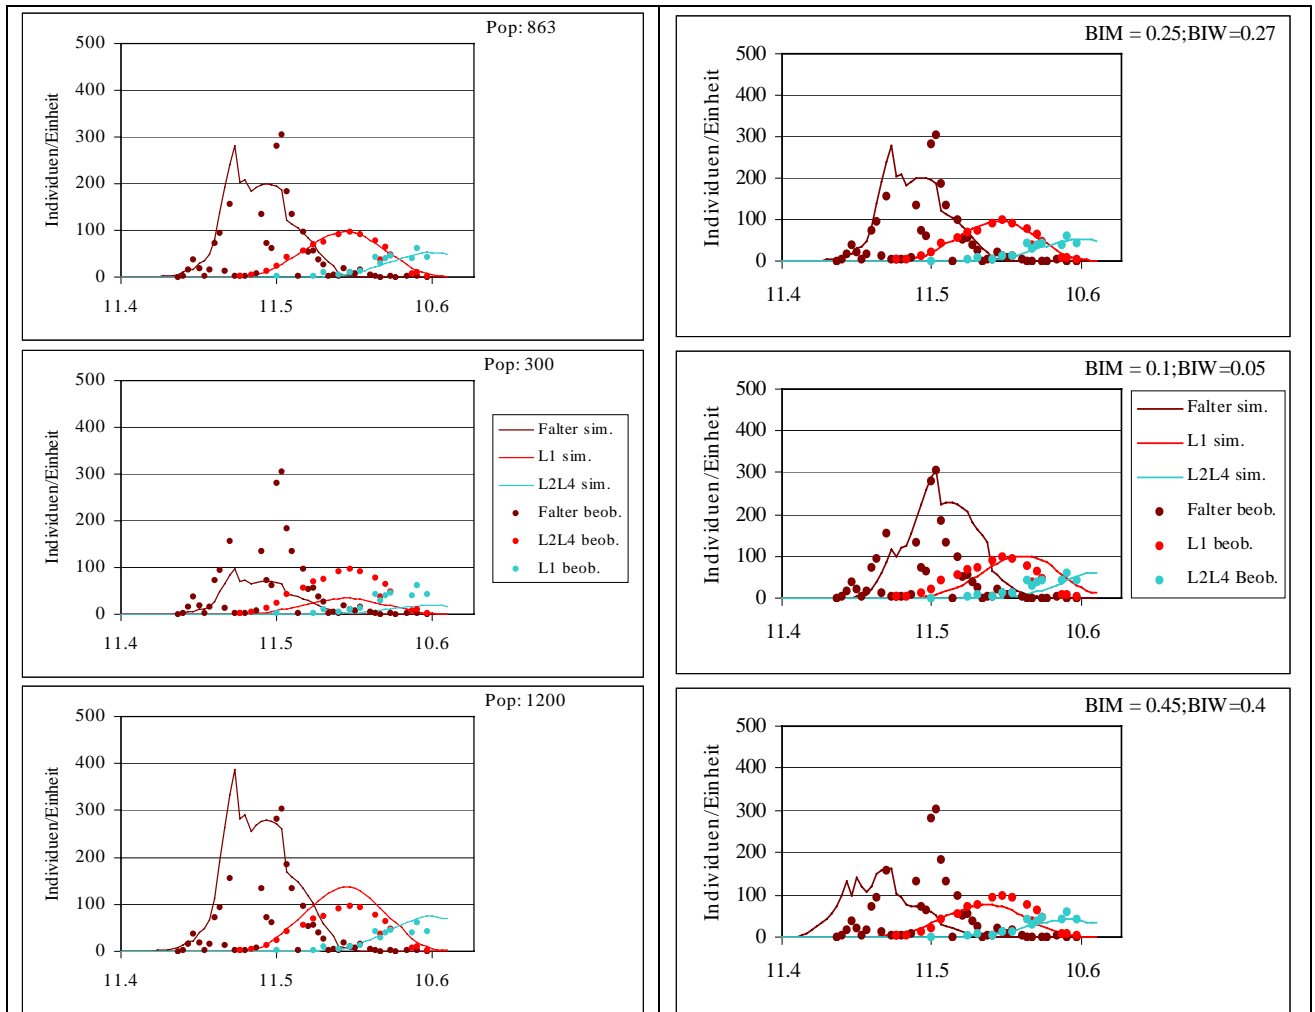 Pop: 863
Individuen/Einheit
500
400
300
200
100
0
11.4
11.5
10.6
BIM = 0.25;BIW=0.27
Individuen/Einheit
500
400
300
200
100
0
11.4
11.5
10.6
Pop: 300
Individuen/Einheit
500
400
300
200
100
0
11.4
11.5
10.6
Falter sim.
L1 sim.
L2L4 sim.
Falter beob.
L2L4 beob.
L1 beob.
BIM = 0.1;BIW=0.05
Individuen/Einheit
500
400
300
200
100
0
11.4
11.5
10.6
Falter sim.
L1 sim.
L2L4 sim.
Falter beob.
L1 beob.
L2L4 Beob.
Pop: 1200
Individuen/Einheit
500
400
300
200
100
0
11.4
11.5
10.6
BIM = 0.45;BIW=0.4
Individuen/Einheit
500
400
300
200
100
0
11.4
11.5
10.6